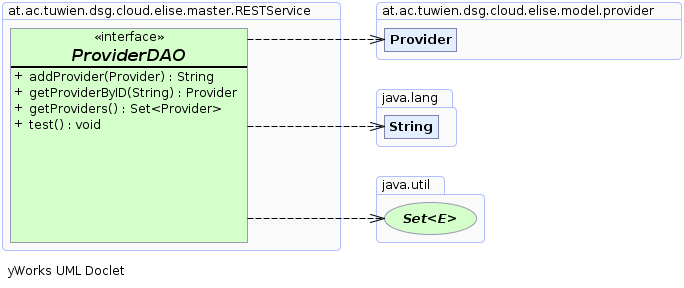 at.ac.tuwien.dsg.cloud.elise.master.RESTService
«interface»
ProviderDAO
+ addProvider(Provider) : String
+ getProviderByID(String) : Provider
+ getProviders() : Set<Provider>
+ test() : void
at.ac.tuwien.dsg.cloud.elise.model.provider
Provider
java.lang
String
java.util
Set<E>
yWorks UML Doclet